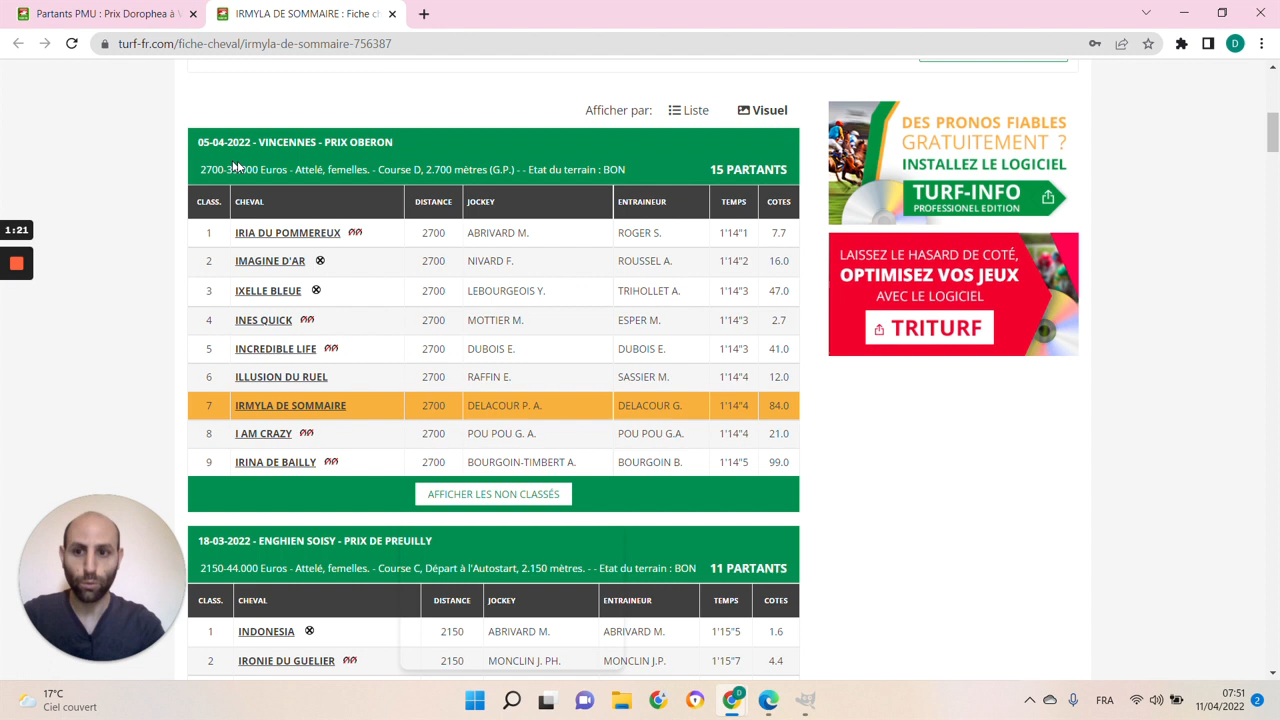 Partants PMU : Prix Dorophea à V
IRMYLA DE SOMMAIRE : Fiche ch
turf-fr.com/fiche-cheval/irmyla-de-sommaire-756387
D
Afficher par: Liste Visuel
05-04-2022 - VINCENNES - PRIX OBERON
Euros - Attelé, femelles. - Course D, 2.700 mètres (G.P.) - - Etat du terrain : BON 15 PARTANTS
CLASS. CHEVAL DISTANCE JOCKEY ENTRAINEUR TEMPS COTES
1 IRIA DU POMMEREUX 2700 ABRIVARD M. ROGER S. 1'14"1 7.7
2 IMAGINE D'AR 2700 NIVARD F. ROUSSEL A. 1'14"2 16.0
3 IXELLE BLEUE 2700 LEBOURGEOIS Y. TRIHOLLET A. 1'14"3 47.0
4 INES QUICK 2700 MOTTIER M. ESPER M. 1'14"3 2.7
5 INCREDIBLE LIFE 2700 DUBOIS E. DUBOIS E. 1'14"3 41.0
6 ILLUSION DU RUEL 2700 RAFFIN E. SASSIER M. 1'14"4 12.0
7 IRMYLA DE SOMMAIRE 2700 DELACOUR P. A. DELACOUR G. 1'14"4 84.0
8 I AM CRAZY 2700 POU POU G. A. POU POU G.A. 1'14"4 21.0
9 IRINA DE BAILLY 2700 BOURGOIN-TIMBERT A. BOURGOIN B. 1'14"5 99.0
AFFICHER LES NON CLASSÉS
18-03-2022 - ENGHIEN SOISY - PRIX DE PREUILLY
2150-44.000 Euros - Attelé, femelles. - Course C, Départ à l'Autostart, 2.150 mètres. - - Etat du terrain : BON 11 PARTANTS
CLASS. CHEVAL DISTANCE JOCKEY ENTRAINEUR TEMPS COTES
1 INDONESIA 2150 ABRIVARD M. ABRIVARD M. 1'15"5 1.6
2 IRONIE DU GUELIER 2150 MONCLIN J. PH. MONCLIN J.P. 1'15"7 4.4
DES PRONOS FIABLES
GRATUITEMENT ?
INSTALLEZ LE LOGICIEL
TURF-INFO
PROFESIONEL EDITION
LAISSEZ LE HASARD DE COTÉ,
OPTIMISEZ VOS JEUX
AVEC LE LOGICIEL
TRITURF
1:21
17°C
Ciel couvert
D
FRA
07:51
11/04/2022
2